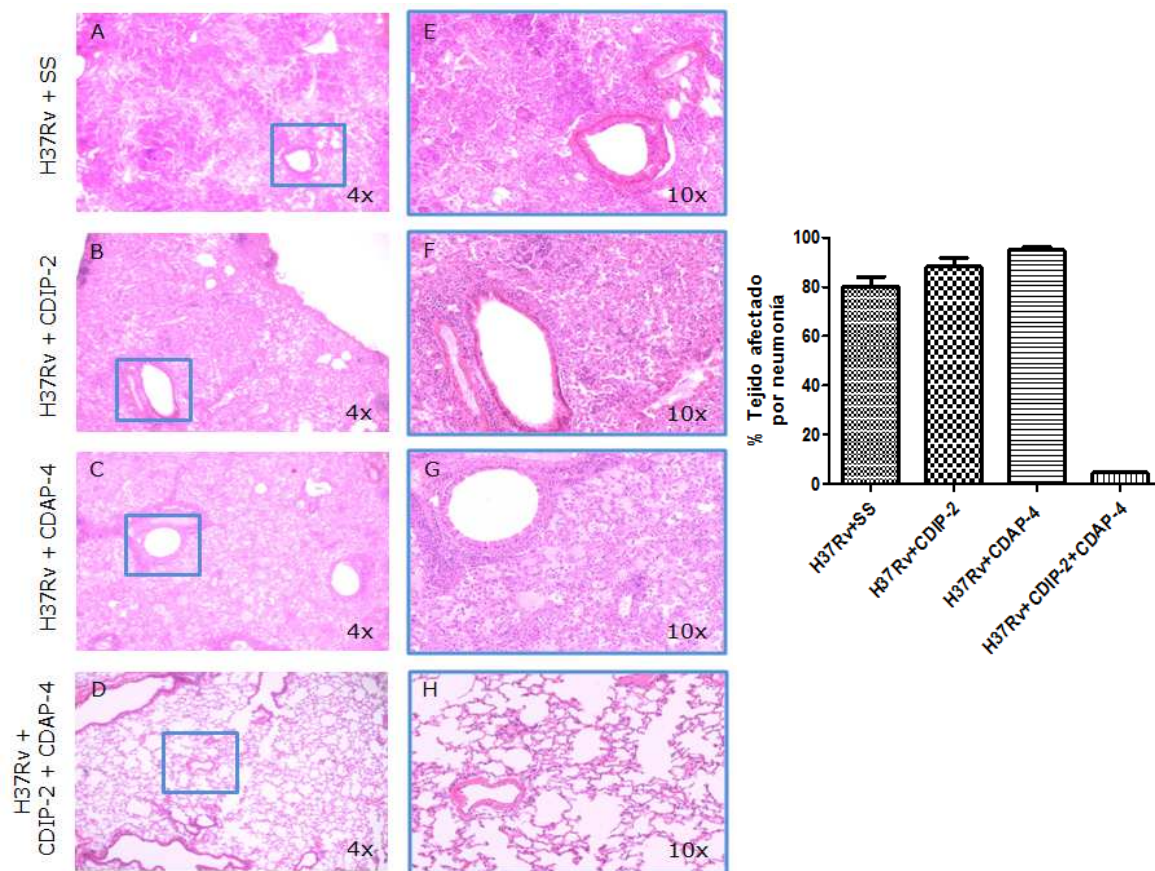 H37Rv + SS
A
4x
E
10x
H37Rv + CDIP-2
B
4x
F
10x
H37Rv + CDAP-4
C
4x
G
10x
H37Rv +
CDIP-2 + CDAP-4
D
4x
H
10x
% Tejido afectado
por neumonía
100
80
60
40
20
0
H37Rv+SS
H37Rv+CDIP-2
H37Rv+CDAP-4
H37Rv+CDIP-2+CDAP-4